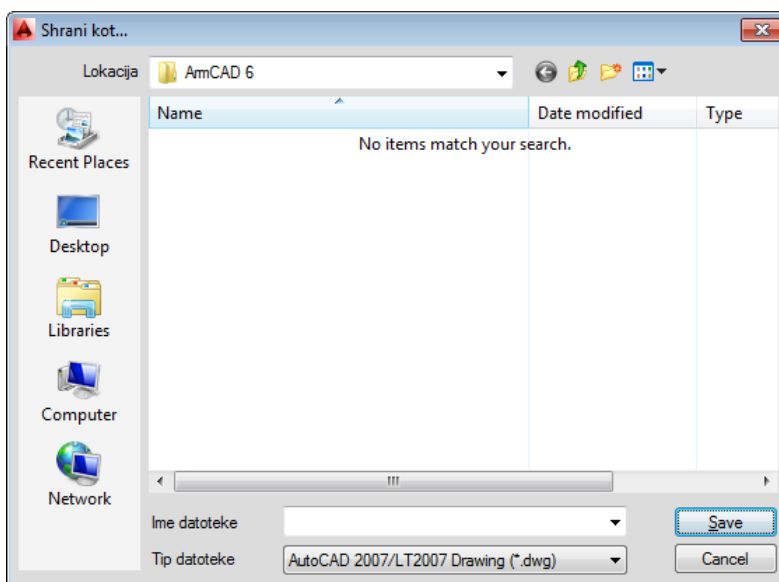 Shrani kot...
Lokacija
ArmCAD 6
Name
Date modified
Type
No items match your search.
Recent Places
Desktop
Libraries
Computer
Network
Ime datoteke
Save
Tip datoteke
AutoCAD 2007/LT2007 Drawing (*.dwg)
Cancel